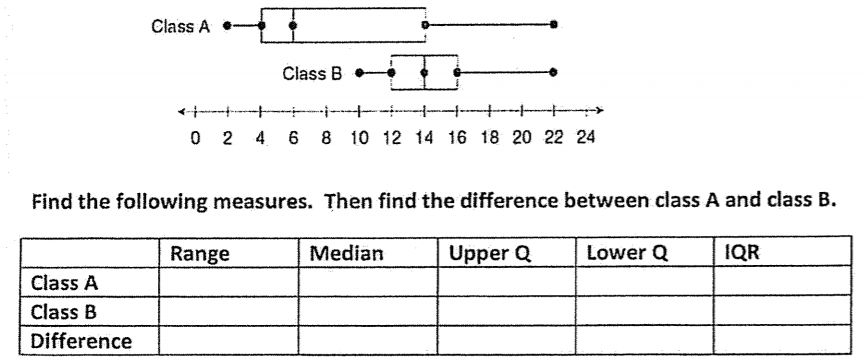 Class A
Class B
0 2 4 6 8 10 12 14 16 18 20 22 24
Find the following measures. Then find the difference between class A and class B.
Range Median Upper Q Lower Q IQR
Class A
Class B
Difference